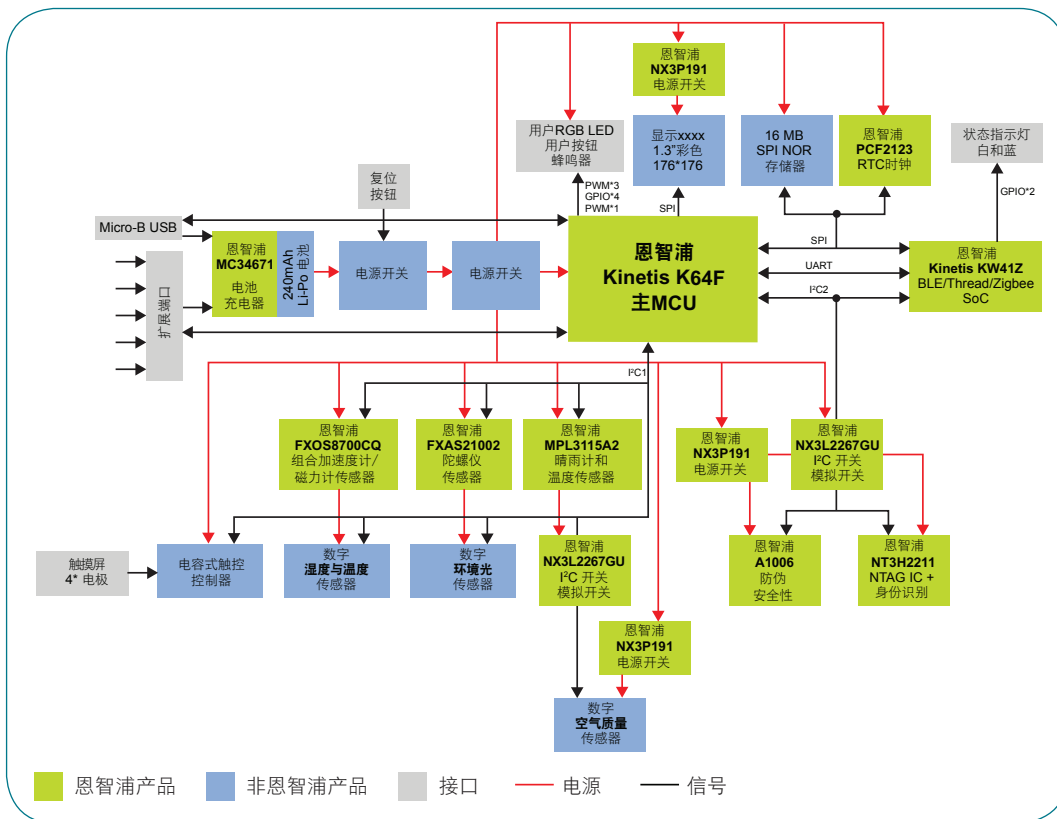 恩智浦
NX3P191
电源开关
用户RGB LED
用户按钮
蜂鸣器
显示xxxx
1.3”彩色
176*176
16 MB
SPI NOR
存储器
恩智浦
PCF2123
RTC时钟
状态指示灯
白和蓝
复位
按钮
PWM*3
GPIO*4
PWM*1
SPI
GPIO*2
Micro-B USB
恩智浦
MC34671
电池
充电器
240mAh
Li-Po 电池
电源开关
电源开关
恩智浦
Kinetis K64F
主MCU
SPI
UART
I²C2
恩智浦
Kinetis KW41Z
BLE/Thread/Zigbee
SoC
扩展端口
I²C1
恩智浦
FXOS8700CQ
组合加速度计/
磁力计传感器
恩智浦
FXAS21002
陀螺仪
传感器
恩智浦
MPL3115A2
晴雨计和
温度传感器
恩智浦
NX3P191
电源开关
恩智浦
NX3L2267GU
I²C 开关
模拟开关
触摸屏
4* 电极
电容式触控
控制器
数字
湿度与温度
传感器
数字
环境光
传感器
恩智浦
NX3L2267GU
I²C 开关
模拟开关
恩智浦
A1006
防伪
安全性
恩智浦
NT3H2211
NTAG IC +
身份识别
恩智浦
NX3P191
电源开关
数字
空气质量
传感器
恩智浦产品
非恩智浦产品
接口
电源
信号